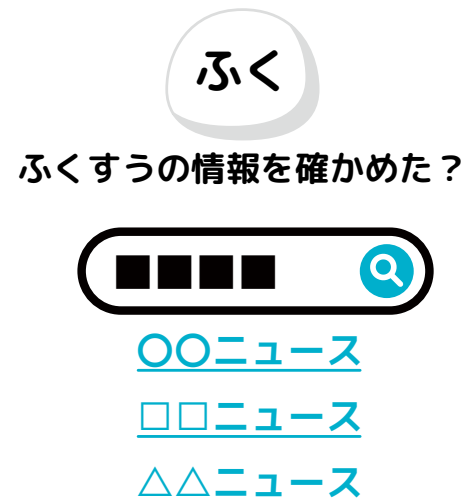 ふく
ふくすうの情報を確かめた？
■■■■
〇〇ニュース
□□ニュース
△△ニュース